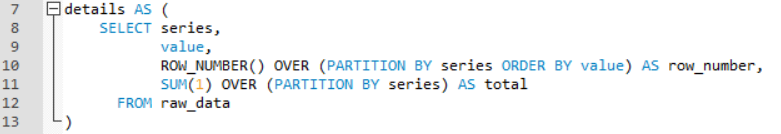 7 details AS (
8 SELECT series,
9 value,
10 ROW_NUMBER() OVER (PARTITION BY series ORDER BY value) AS row_number,
11 SUM(1) OVER (PARTITION BY series) AS total
12 FROM raw_data
13 )